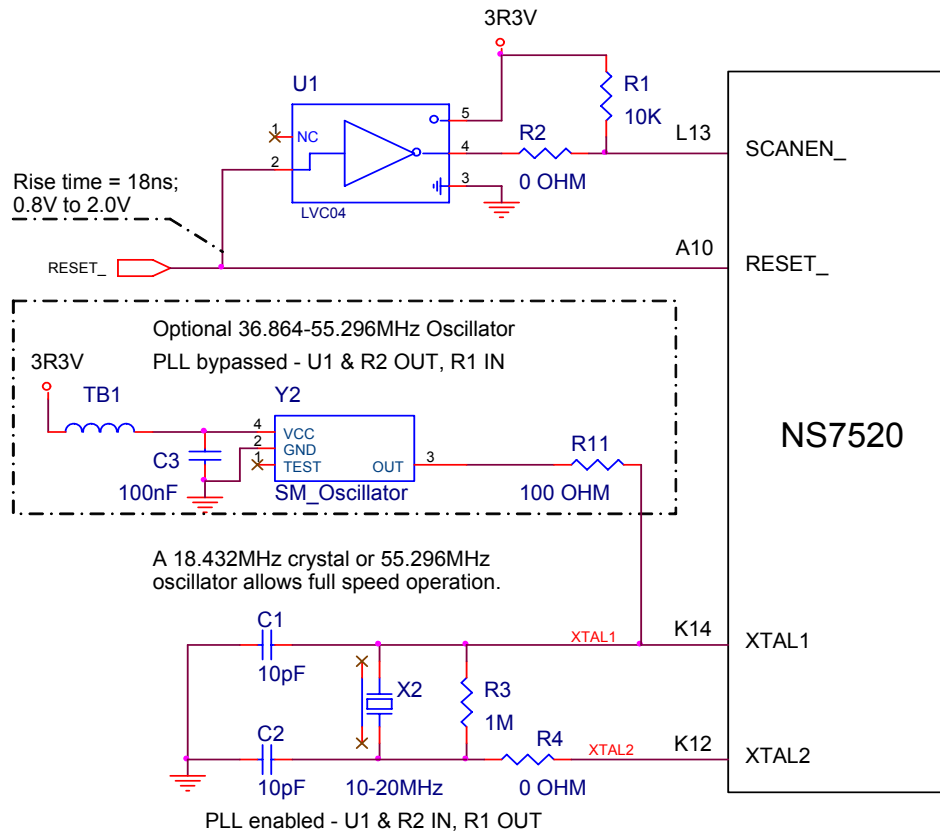 3R3V
U1
R1
10K
5
1
NC
R2
4
L13
SCANEN_
2
3
0 OHM
Rise time = 18ns;
0.8V to 2.0V
LVC04
A10
RESET_
RESET_
Optional 36.864-55.296MHz Oscillator
PLL bypassed - U1 & R2 OUT, R1 IN
3R3V
TB1
Y2
NS7520
4
VCC
2
GND
1
TEST
OUT
3
R11
C3
100nF
SM_Oscillator
100 OHM
A 18.432MHz crystal or 55.296MHz
oscillator allows full speed operation.
C1
10pF
XTAL1
K14
XTAL1
X2
R3
1M
C2
10pF
R4
XTAL2
K12
XTAL2
10-20MHz
0 OHM
PLL enabled - U1 & R2 IN, R1 OUT